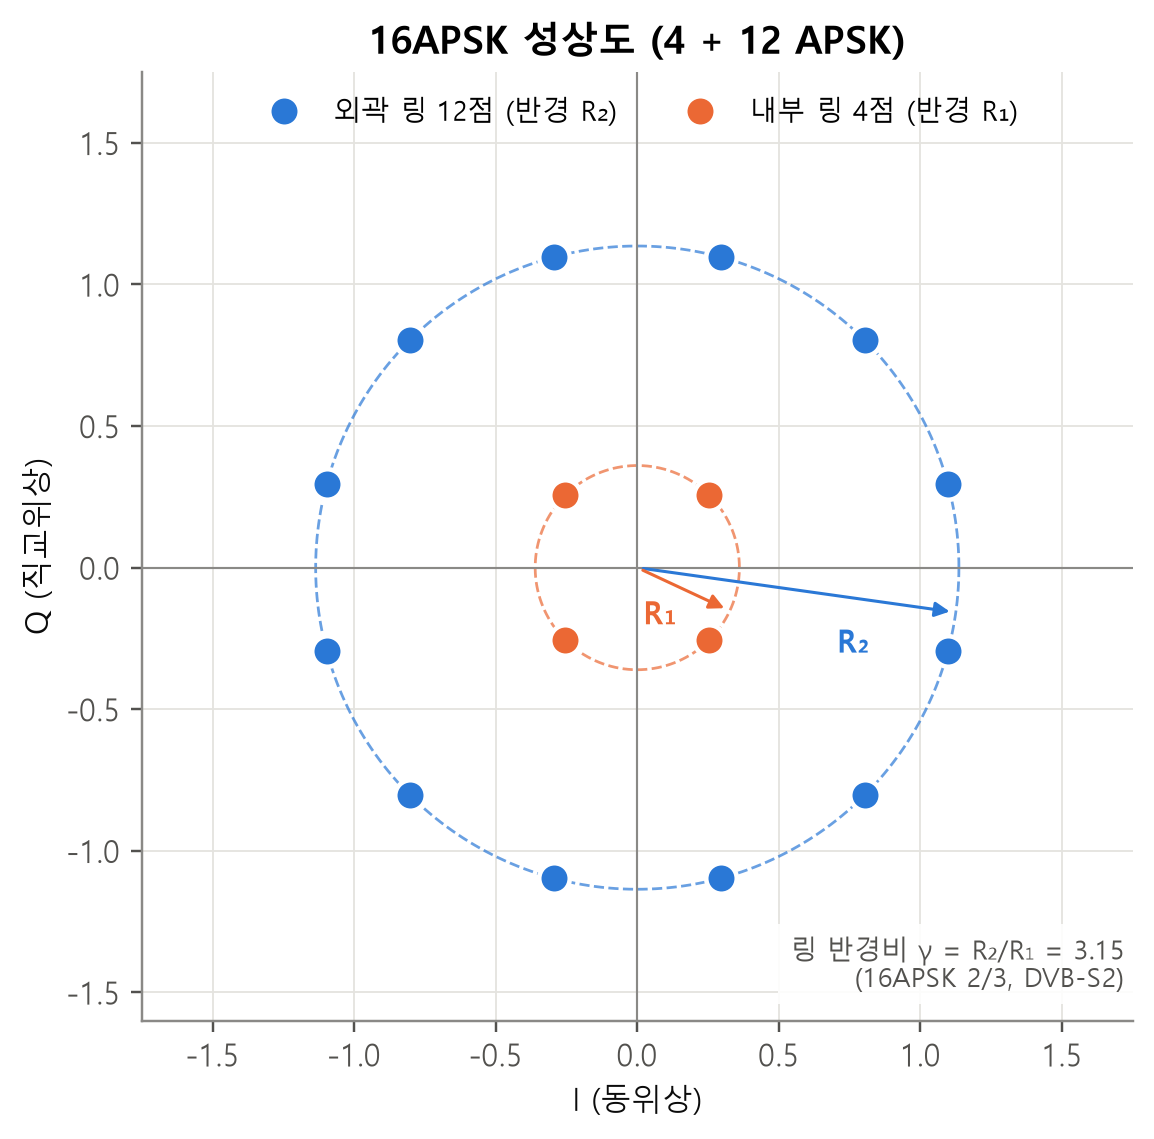 16APSK 성상도 (4 + 12 APSK)
외곽 링 12점 (반경 R₂)
내부 링 4점 (반경 R₁)
1.5
1.0
0.5
0.0
-0.5
-1.0
-1.5
Q (직교위상)
R₁
R₂
링 반경비 γ = R₂/R₁ = 3.15
(16APSK 2/3, DVB-S2)
-1.5 -1.0 -0.5 0.0 0.5 1.0 1.5
I (동위상)